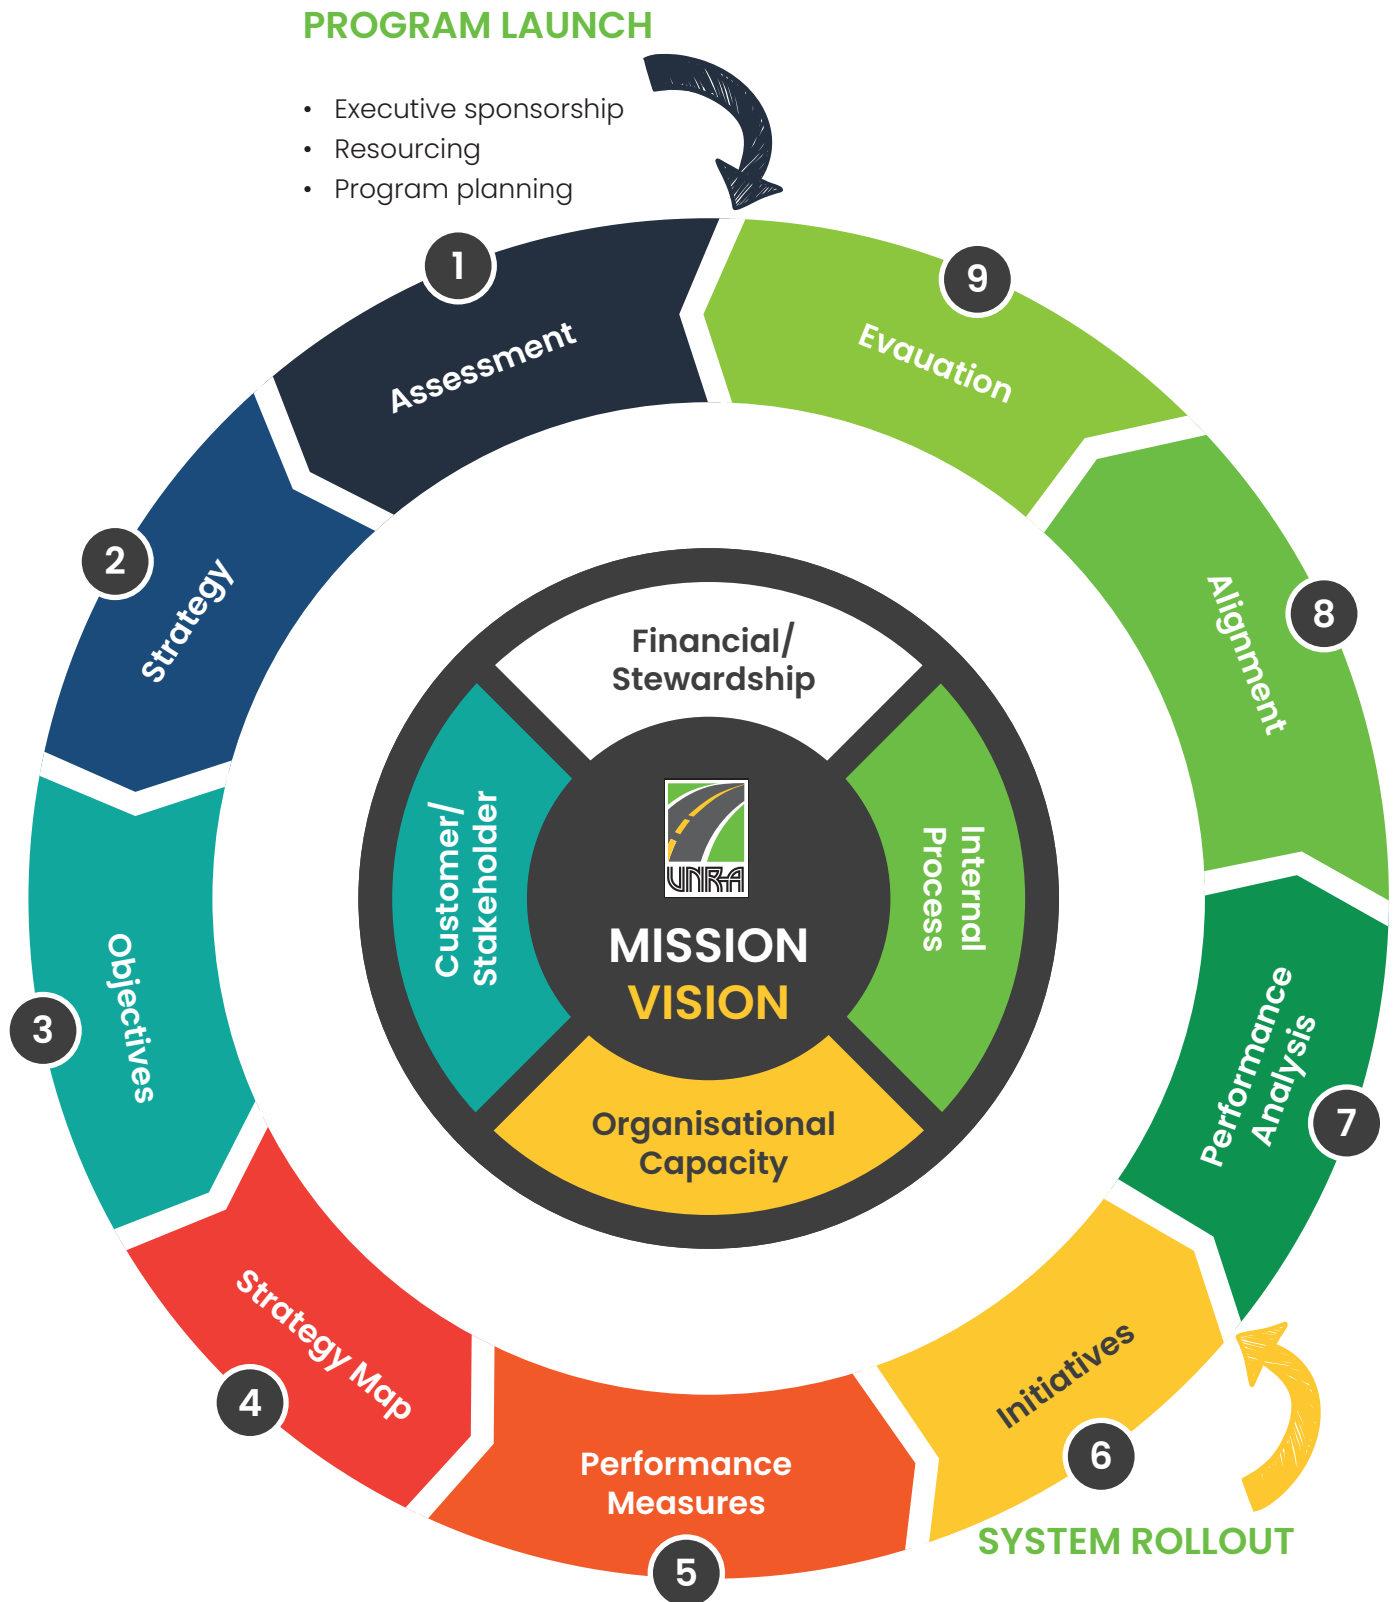 PROGRAM LAUNCH
• Executive sponsorship
• Resourcing
• Program planning
1
Assessment
2
Strategy
3
Objectives
4
Strategy Map
5
Performance
Measures
6
Initiatives
7
Performance
Analysis
8
Alignment
9
Evauation
SYSTEM ROLLOUT
Financial/
Stewardship
Customer/
Stakeholder
Internal
Process
Organisational
Capacity
UNRA
MISSION
VISION